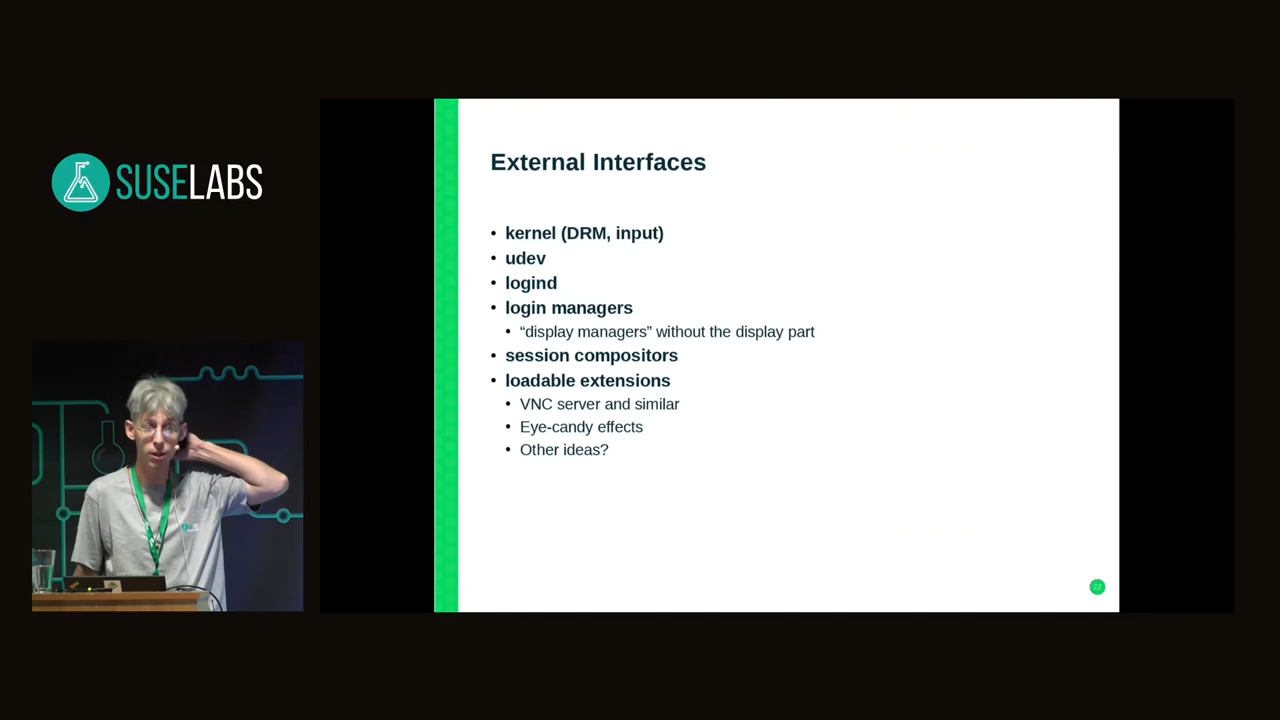 SUSELABS
External Interfaces
• kernel (DRM, input)
• udev
• logind
• login managers
• “display managers” without the display part
• session compositors
• loadable extensions
• VNC server and similar
• Eye-candy effects
• Other ideas?